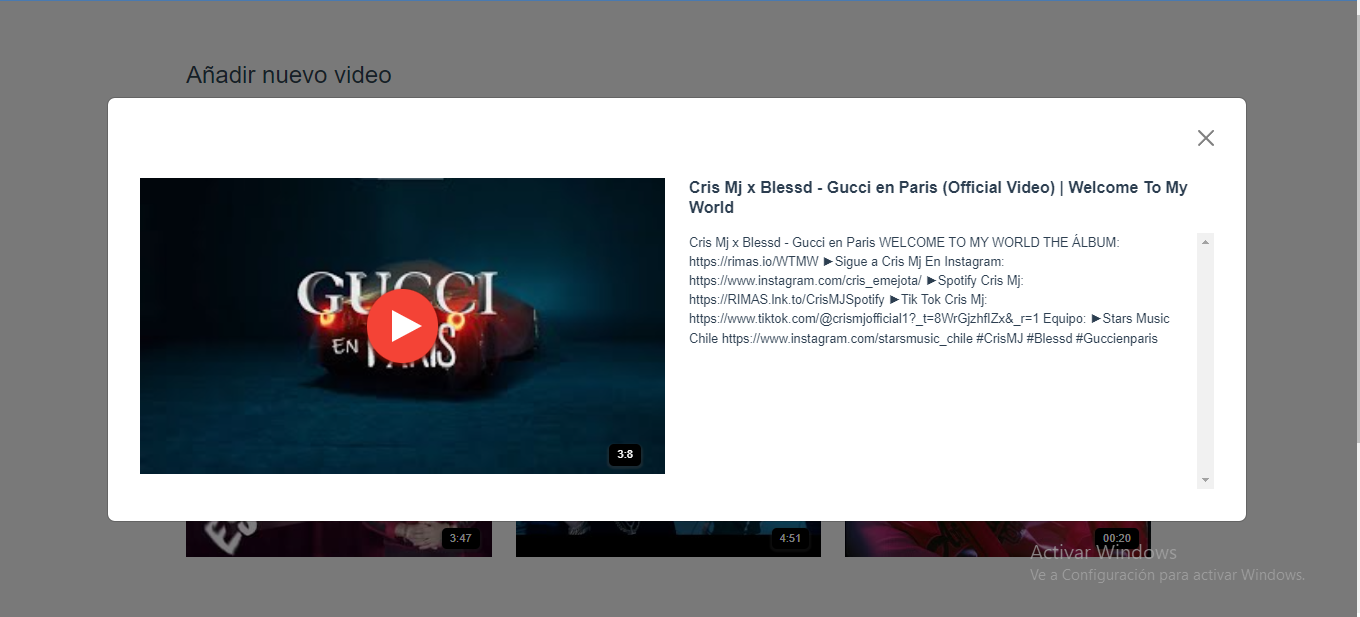 Añadir nuevo video
GUCCI
EN PARIS
3:8
Cris Mj x Blessd - Gucci en Paris (Official Video) | Welcome To My
World
Cris Mj x Blessd - Gucci en Paris WELCOME TO MY WORLD THE ÁLBUM:
https://rimas.io/WTMW ►Sigue a Cris Mj En Instagram:
https://www.instagram.com/cris_emejota/ ►Spotify Cris Mj:
https://RIMAS.lnk.to/CrisMJSpotify ►Tik Tok Cris Mj:
https://www.tiktok.com/@crismjofficial1?_t=8WrGjzhflZx&_r=1 Equipo: ►Stars Music
Chile https://www.instagram.com/starsmusic_chile #CrisMJ #Blessd #Guccienparis
3:47
4:51
00:20
Activar Windows
Ve a Configuración para activar Windows.